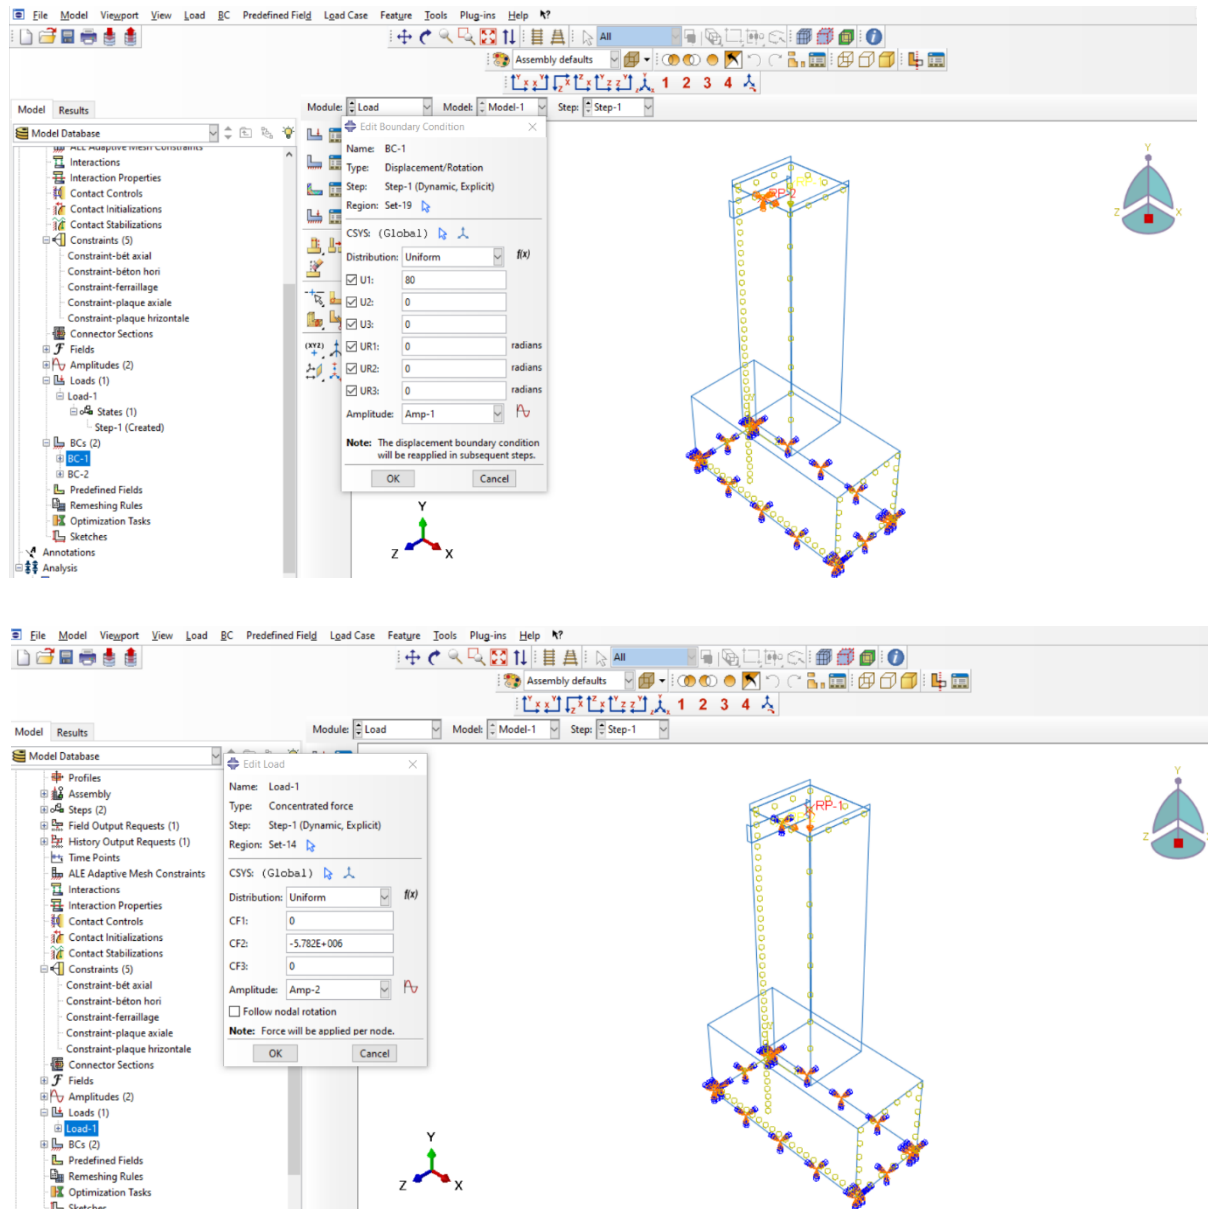 File Model Viewport View Load BC Predefined Field Load Case Feature Tools Plug-ins Help
All
Assembly defaults
1 2 3 4
Model Results
Module: Load Model: Model-1 Step: Step-1
Model Database
ALE Adaptive Mesh Constraints
Interactions
Interaction Properties
Contact Controls
Contact Initializations
Contact Stabilizations
Constraints (5)
Constraint-bét axial
Constraint-béton hori
Constraint-ferraillage
Constraint-plaque axiale
Constraint-plaque hrizontale
Connector Sections
Fields
Amplitudes (2)
Loads (1)
Load-1
States (1)
Step-1 (Created)
BCs (2)
BC-1
BC-2
Predefined Fields
Remeshing Rules
Optimization Tasks
Sketches
Annotations
Analysis
(XYZ)
Edit Boundary Condition
Name: BC-1
Type: Displacement/Rotation
Step: Step-1 (Dynamic, Explicit)
Region: Set-19
CSYS: (Global)
Distribution: Uniform f(x)
U1: 80
U2: 0
U3: 0
UR1: 0 radians
UR2: 0 radians
UR3: 0 radians
Amplitude: Amp-1
Note: The displacement boundary condition
will be reapplied in subsequent steps.
OK Cancel
RP-2
Y
Z X
Y
Z X
File Model Viewport View Load BC Predefined Field Load Case Feature Tools Plug-ins Help
All
Assembly defaults
1 2 3 4
Model Results
Module: Load Model: Model-1 Step: Step-1
Model Database
Profiles
Assembly
Steps (2)
Field Output Requests (1)
History Output Requests (1)
Time Points
ALE Adaptive Mesh Constraints
Interactions
Interaction Properties
Contact Controls
Contact Initializations
Contact Stabilizations
Constraints (5)
Constraint-bét axial
Constraint-béton hori
Constraint-ferraillage
Constraint-plaque axiale
Constraint-plaque hrizontale
Connector Sections
Fields
Amplitudes (2)
Loads (1)
Load-1
BCs (2)
Predefined Fields
Remeshing Rules
Optimization Tasks
Sketches
Edit Load
Name: Load-1
Type: Concentrated force
Step: Step-1 (Dynamic, Explicit)
Region: Set-14
CSYS: (Global)
Distribution: Uniform f(x)
CF1: 0
CF2: -5.782E+006
CF3: 0
Amplitude: Amp-2
Follow nodal rotation
Note: Force will be applied per node.
OK Cancel
RP-1
Y
Z
Y
Z X